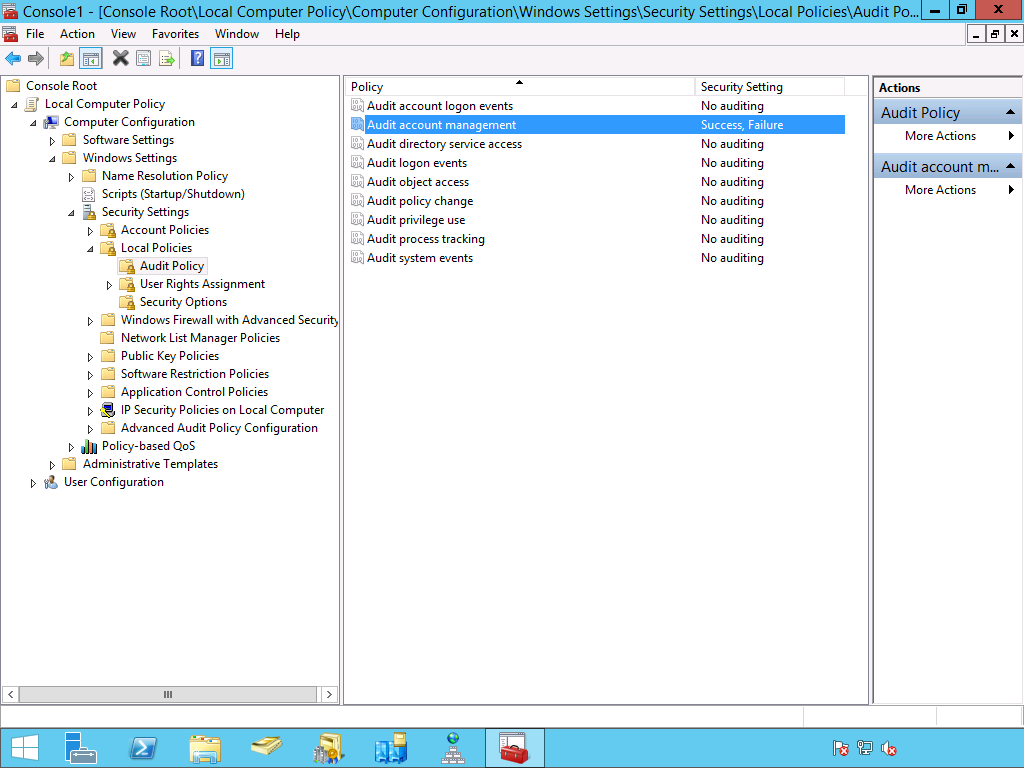 Console1 - [Console Root\Local Computer Policy\Computer Configuration\Windows Settings\Security Settings\Local Policies\Audit Po...
File Action View Favorites Window Help
Console Root
Local Computer Policy
Computer Configuration
Software Settings
Windows Settings
Name Resolution Policy
Scripts (Startup/Shutdown)
Security Settings
Account Policies
Local Policies
Audit Policy
User Rights Assignment
Security Options
Windows Firewall with Advanced Security
Network List Manager Policies
Public Key Policies
Software Restriction Policies
Application Control Policies
IP Security Policies on Local Computer
Advanced Audit Policy Configuration
Policy-based QoS
Administrative Templates
User Configuration
Policy Security Setting
Audit account logon events No auditing
Audit account management Success, Failure
Audit directory service access No auditing
Audit logon events No auditing
Audit object access No auditing
Audit policy change No auditing
Audit privilege use No auditing
Audit process tracking No auditing
Audit system events No auditing
Actions
Audit Policy
More Actions
Audit account m...
More Actions